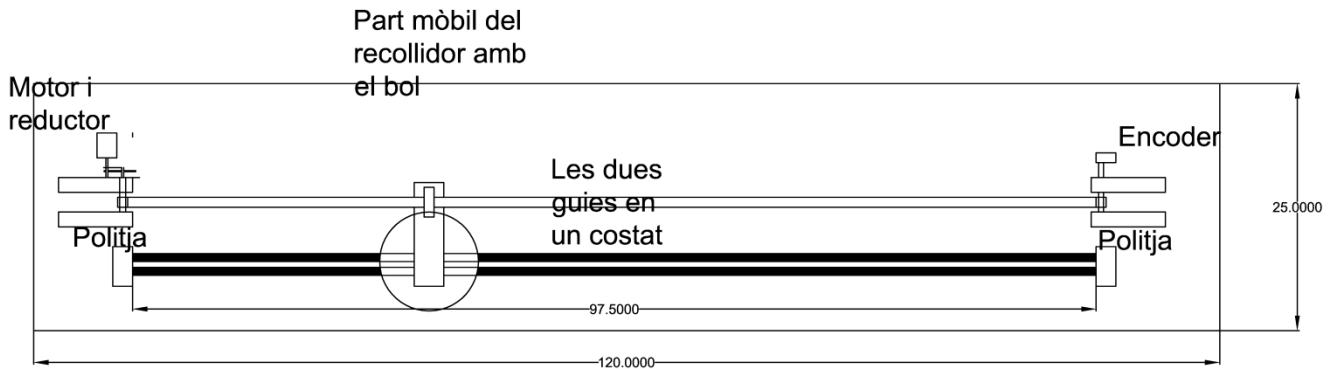 Part mòbil del
recollidor amb
el bol
Motor i
reductor
Encoder
Les dues
guies en
un costat
25.0000
Politja
Politja
97.5000
120.0000